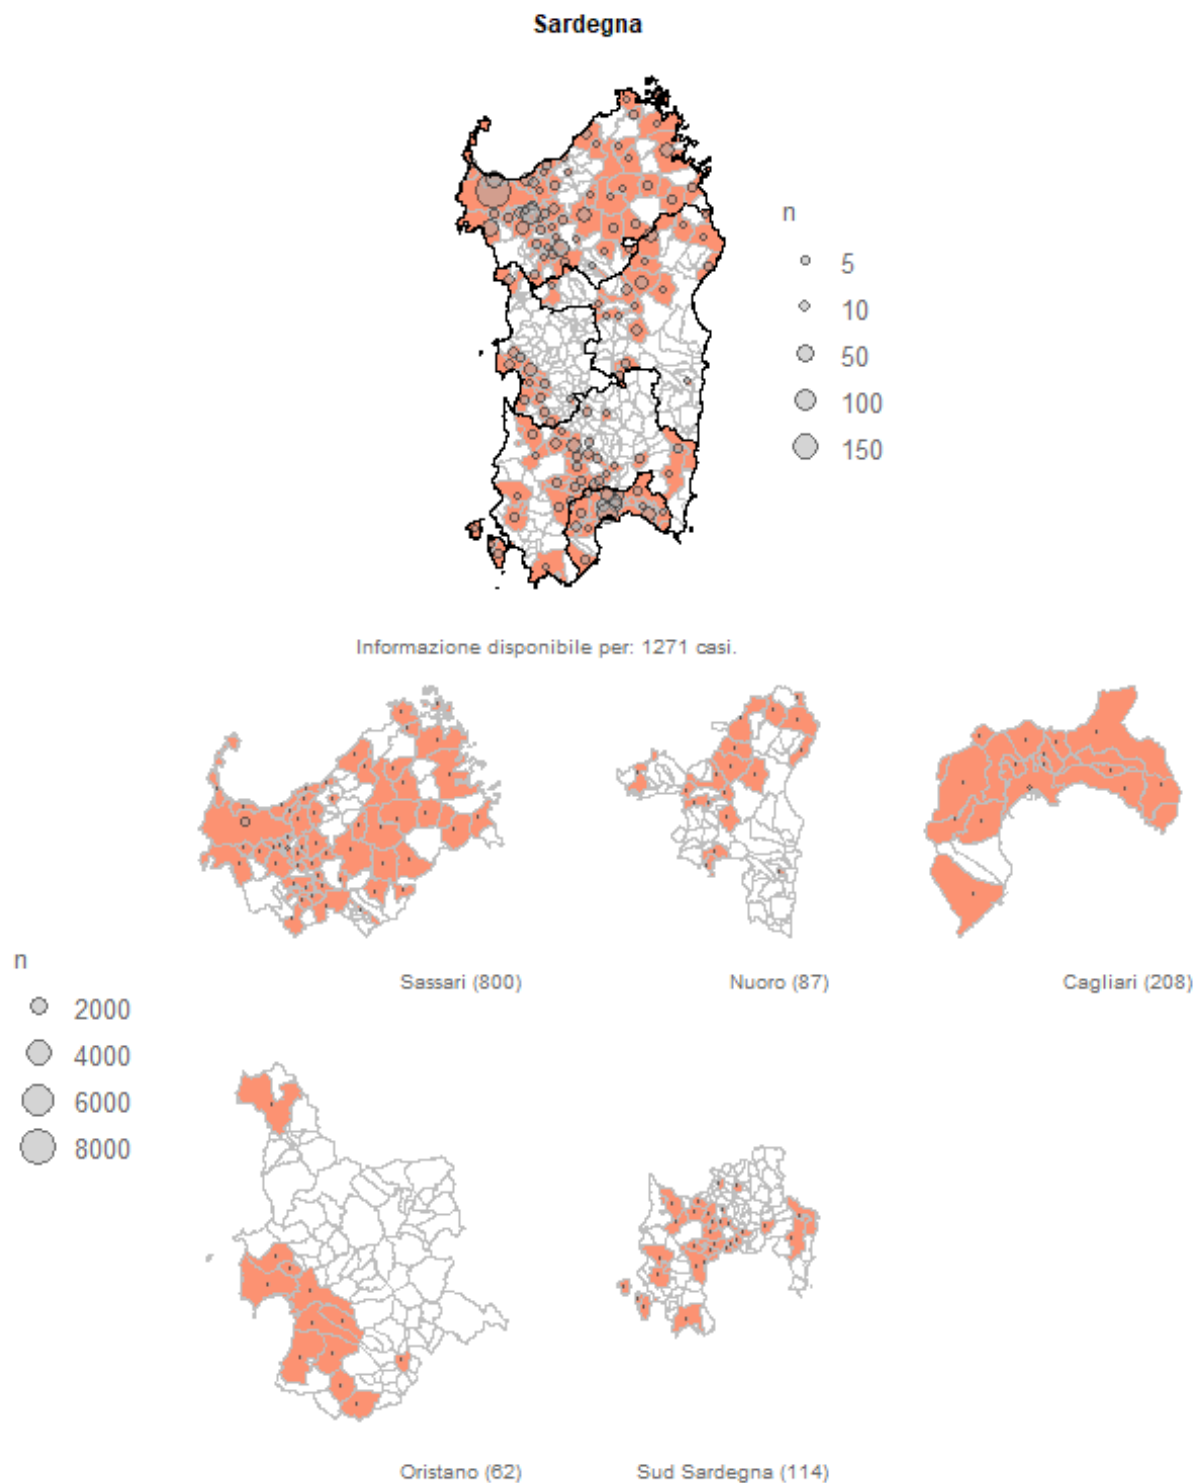 Sardegna
n
5
10
50
100
150
Informazione disponibile per: 1271 casi.
Sassari (800)
Nuoro (87)
Cagliari (208)
n
2000
4000
6000
8000
Oristano (62)
Sud Sardegna (114)